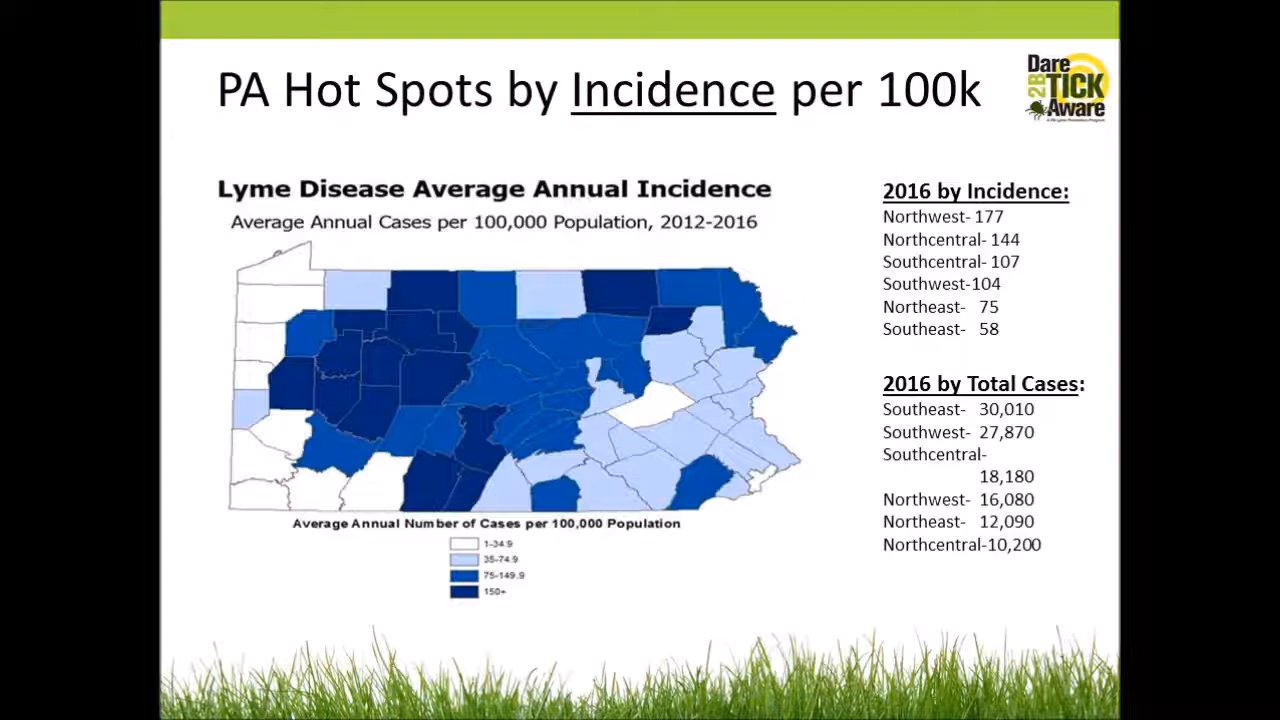 PA Hot Spots by Incidence per 100k
Dare
2B
TICK
Aware
Lyme Disease Average Annual Incidence
Average Annual Cases per 100,000 Population, 2012-2016
Average Annual Number of Cases per 100,000 Population
1-34.9
35-74.9
75-149.9
150+
2016 by Incidence:
Northwest- 177
Northcentral- 144
Southcentral- 107
Southwest-104
Northeast- 75
Southeast- 58
2016 by Total Cases:
Southeast- 30,010
Southwest- 27,870
Southcentral-
18,180
Northwest- 16,080
Northeast- 12,090
Northcentral-10,200